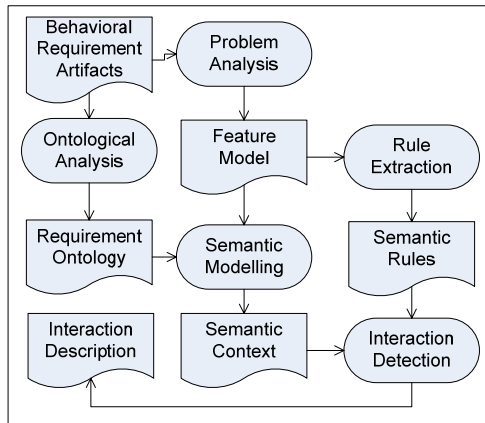 Behavioral
Requirement
Artifacts
Problem
Analysis
Ontological
Analysis
Feature
Model
Rule
Extraction
Requirement
Ontology
Semantic
Modelling
Semantic
Rules
Interaction
Description
Semantic
Context
Interaction
Detection